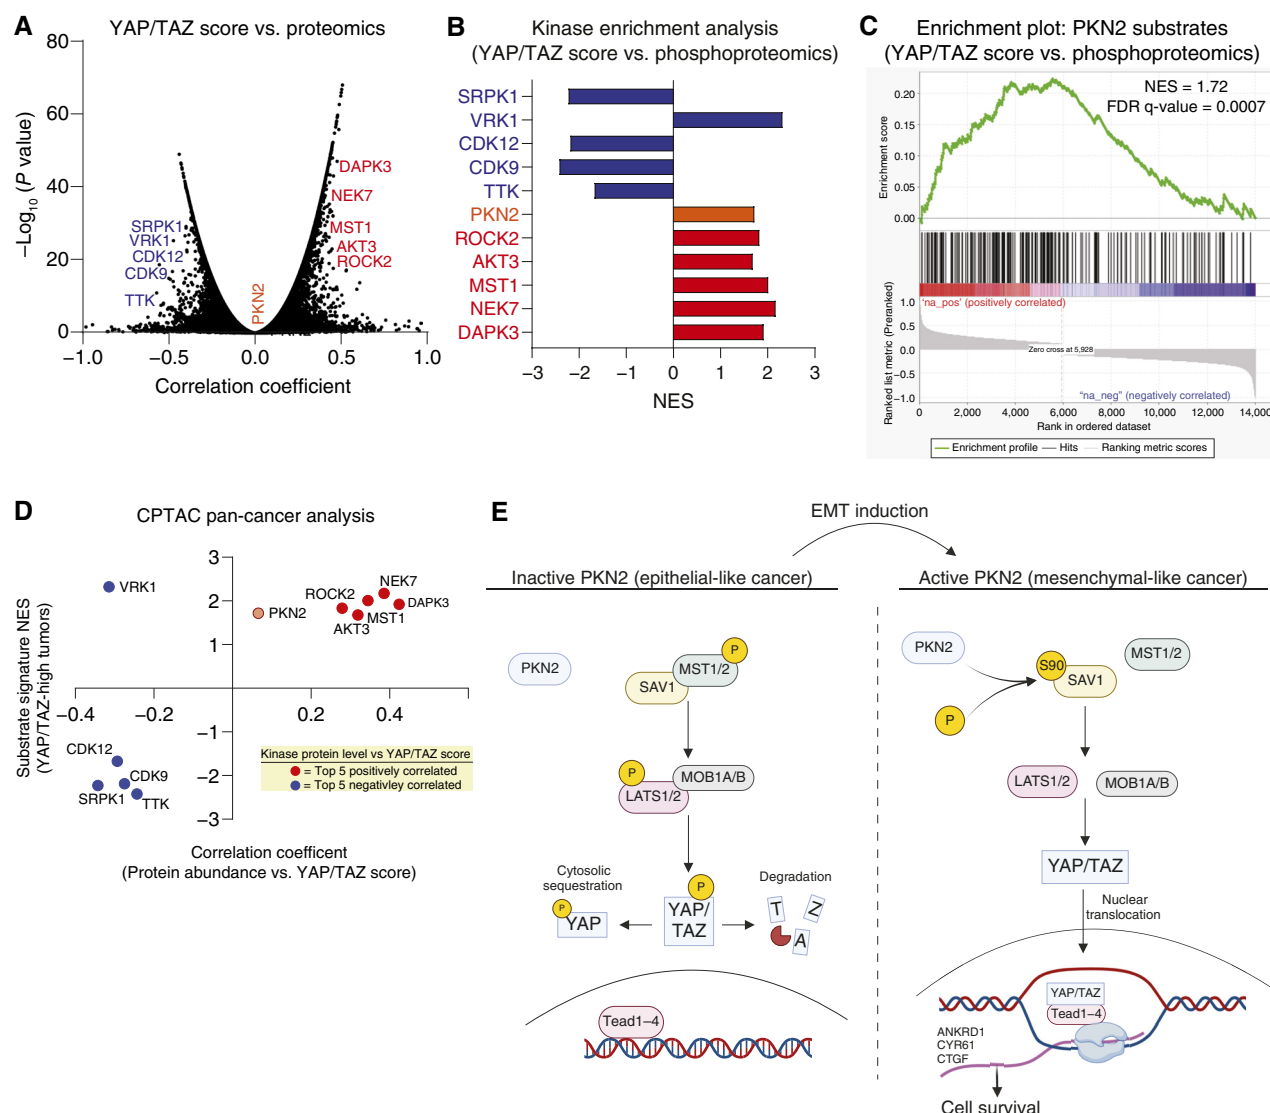 A
YAP/TAZ score vs. proteomics
80
60
40
20
0
−Log10 (P value)
DAPK3
NEK7
MST1
AKT3
ROCK2
SRPK1
VRK1
CDK12
CDK9
TTK
PKN2
−1.0
−0.5
0.0
0.5
1.0
Correlation coefficient
B
Kinase enrichment analysis
(YAP/TAZ score vs. phosphoproteomics)
SRPK1
VRK1
CDK12
CDK9
TTK
PKN2
ROCK2
AKT3
MST1
NEK7
DAPK3
−3
−2
−1
0
1
2
3
NES
C
Enrichment plot: PKN2 substrates
(YAP/TAZ score vs. phosphoproteomics)
NES = 1.72
FDR q-value = 0.0007
Enrichment score
0.20
0.15
0.10
0.05
0.00
'na_pos' (positively correlated)
Ranked list metric (Preranked)
1.0
0.5
0.0
−0.5
−1.0
Zero cross at 5,928
"na_neg" (negatively correlated)
0
2,000
4,000
6,000
8,000
10,000
12,000
14,000
Rank in ordered dataset
Enrichment profile
Hits
Ranking metric scores
D
CPTAC pan-cancer analysis
Substrate signature NES
(YAP/TAZ-high tumors)
3
2
1
−1
−2
−3
−0.4
−0.2
0.2
0.4
VRK1
PKN2
ROCK2
NEK7
DAPK3
MST1
AKT3
CDK12
CDK9
SRPK1
TTK
Kinase protein level vs YAP/TAZ score
= Top 5 positively correlated
= Top 5 negativley correlated
Correlation coefficent
(Protein abundance vs. YAP/TAZ score)
E
EMT induction
Inactive PKN2 (epithelial-like cancer)
PKN2
P
MST1/2
SAV1
P
MOB1A/B
LATS1/2
Cytosolic
sequestration
P
YAP
P
YAP/
TAZ
Degradation
T
Z
A
Tead1–4
Active PKN2 (mesenchymal-like cancer)
PKN2
P
S90
SAV1
MST1/2
LATS1/2
MOB1A/B
YAP/TAZ
Nuclear
translocation
YAP/TAZ
Tead1–4
ANKRD1
CYR61
CTGF
Cell survival